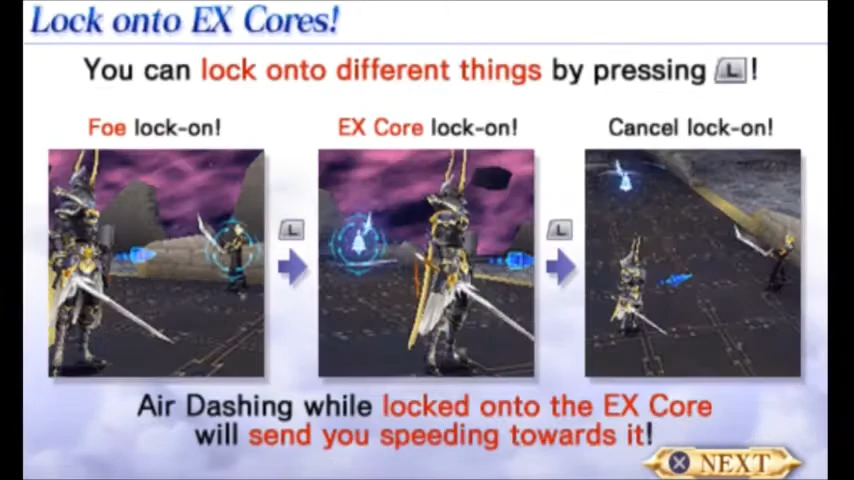 Lock onto EX Cores!
You can lock onto different things by pressing L!
Foe lock-on!
EX Core lock-on!
Cancel lock-on!
L
L
Air Dashing while locked onto the EX Core
will send you speeding towards it!
NEXT